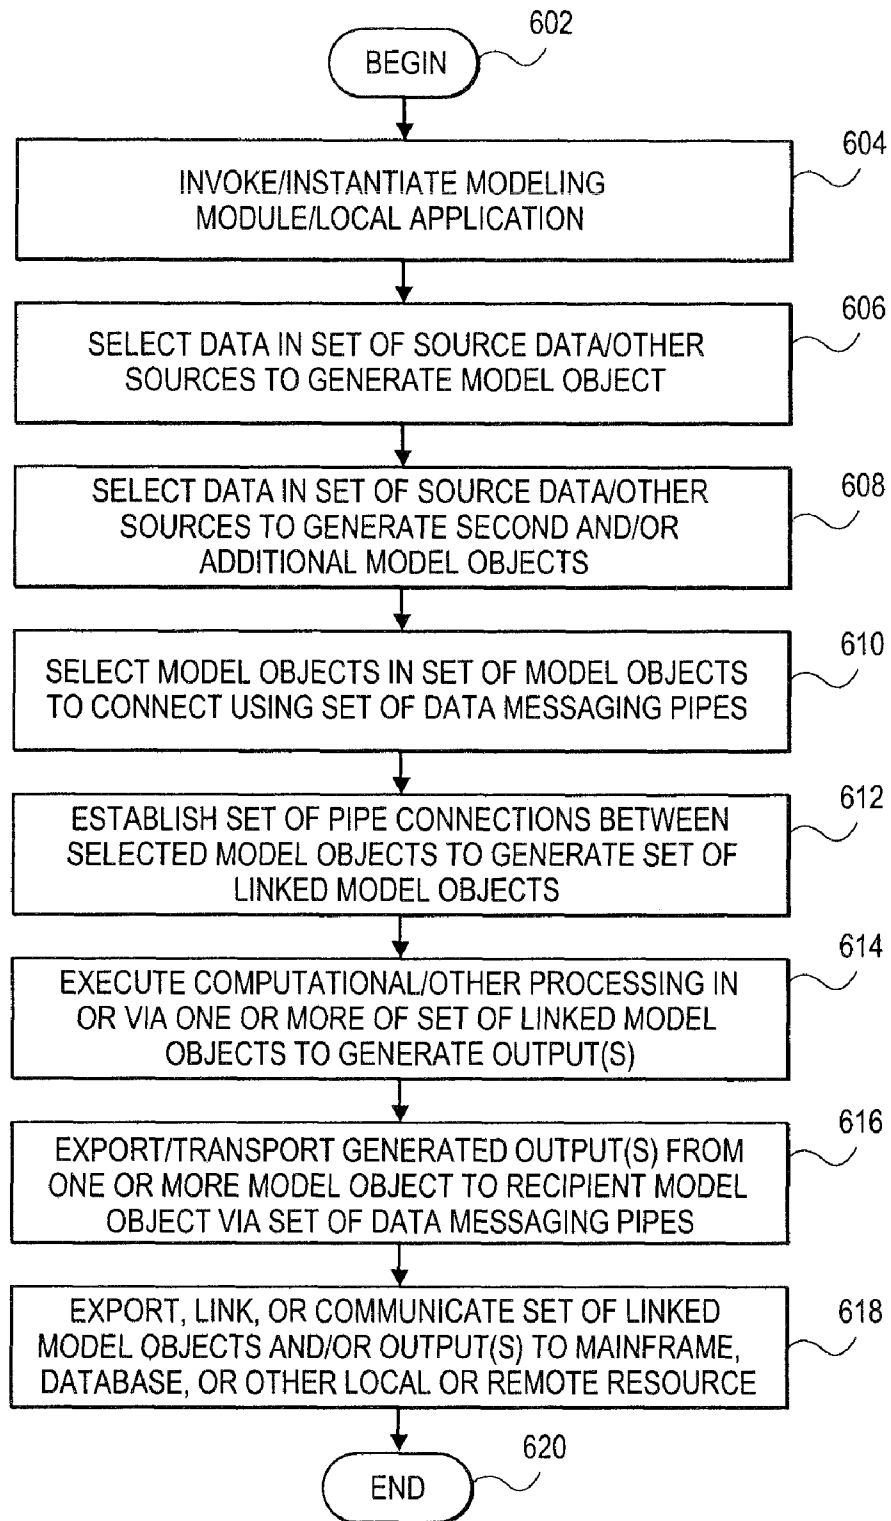 602
BEGIN
604
INVOKE/INSTANTIATE MODELING
MODULE/LOCAL APPLICATION
606
SELECT DATA IN SET OF SOURCE DATA/OTHER
SOURCES TO GENERATE MODEL OBJECT
608
SELECT DATA IN SET OF SOURCE DATA/OTHER
SOURCES TO GENERATE SECOND AND/OR
ADDITIONAL MODEL OBJECTS
610
SELECT MODEL OBJECTS IN SET OF MODEL OBJECTS
TO CONNECT USING SET OF DATA MESSAGING PIPES
612
ESTABLISH SET OF PIPE CONNECTIONS BETWEEN
SELECTED MODEL OBJECTS TO GENERATE SET OF
LINKED MODEL OBJECTS
614
EXECUTE COMPUTATIONAL/OTHER PROCESSING IN
OR VIA ONE OR MORE OF SET OF LINKED MODEL
OBJECTS TO GENERATE OUTPUT(S)
616
EXPORT/TRANSPORT GENERATED OUTPUT(S) FROM
ONE OR MORE MODEL OBJECT TO RECIPIENT MODEL
OBJECT VIA SET OF DATA MESSAGING PIPES
618
EXPORT, LINK, OR COMMUNICATE SET OF LINKED
MODEL OBJECTS AND/OR OUTPUT(S) TO MAINFRAME,
DATABASE, OR OTHER LOCAL OR REMOTE RESOURCE
620
END